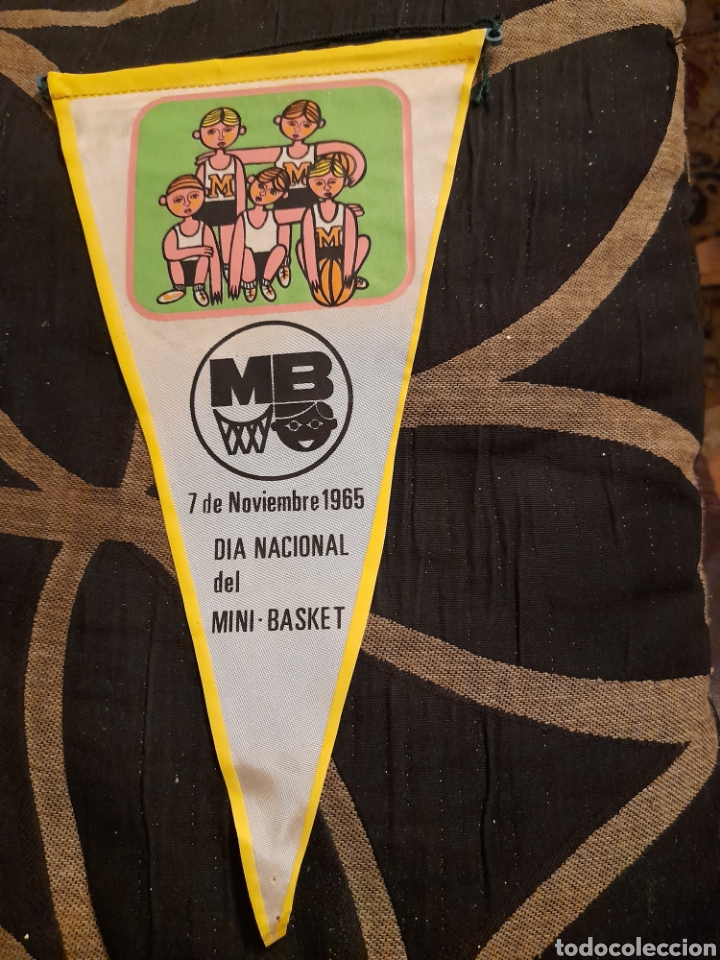 M M
M
MB
7 de Noviembre 1965
DIA NACIONAL
del
MINI-BASKET
todocoleccion